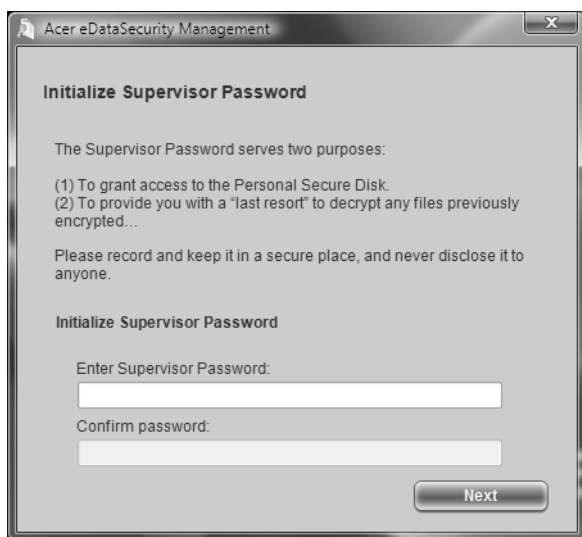 Acer eDataSecurity Management
x
Initialize Supervisor Password
The Supervisor Password serves two purposes:
(1) To grant access to the Personal Secure Disk.
(2) To provide you with a “last resort” to decrypt any files previously
encrypted...
Please record and keep it in a secure place, and never disclose it to
anyone.
Initialize Supervisor Password
Enter Supervisor Password:
Confirm password:
Next